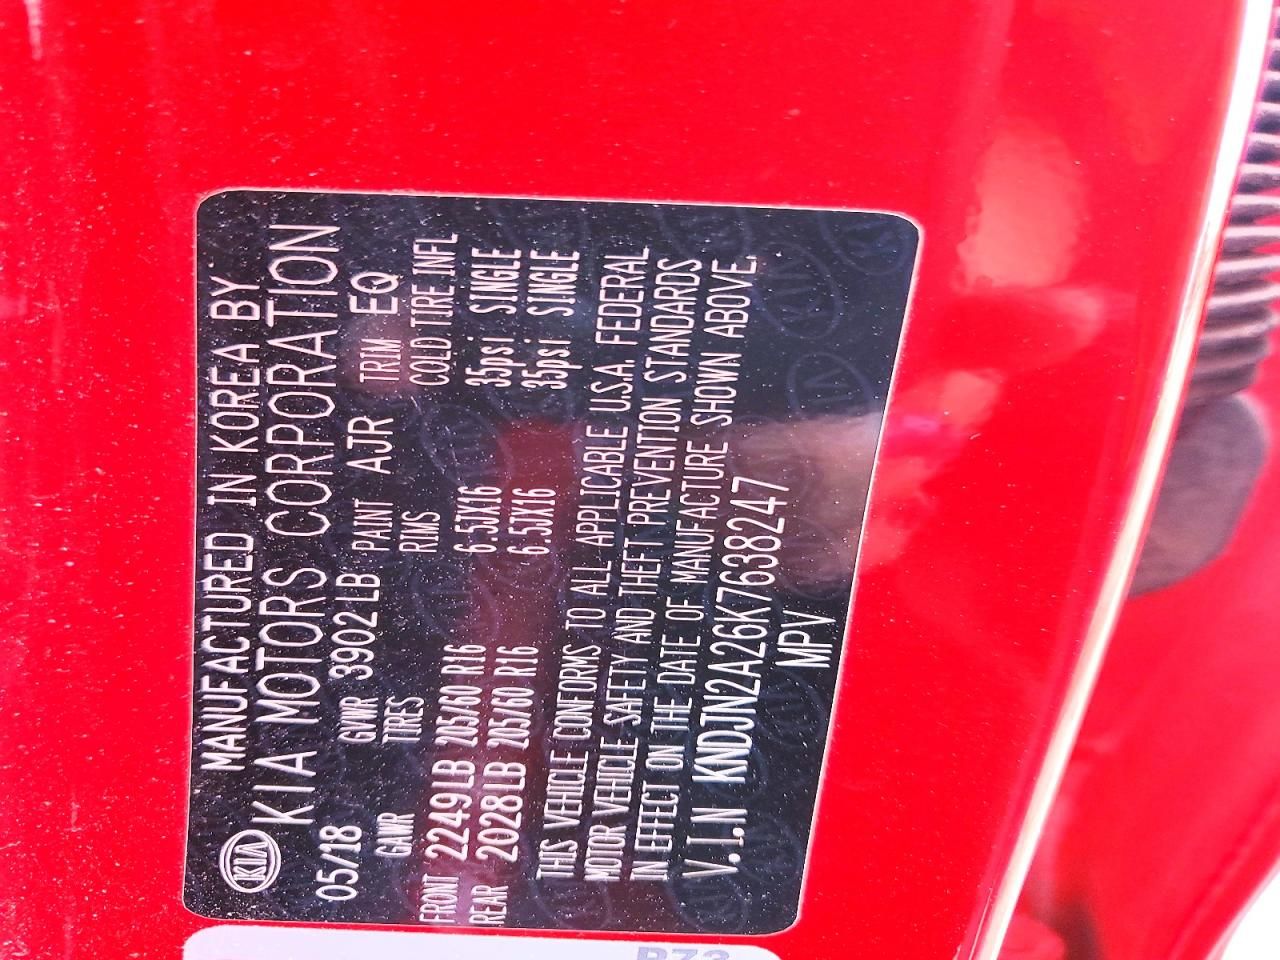 MANUFACTURED IN KOREA BY
KIA KIA MOTORS CORPORATION
05/18 GVWR 3902LB PAINT AJR TRIM EQ
GAWR TIRES RIMS COLD TIRE INFL
FRONT 2249LB 205/60 R16 6.5JX16 35psi SINGLE
REAR 2028LB 205/60 R16 6.5JX16 35psi SINGLE
THIS VEHICLE CONFORMS TO ALL APPLICABLE U.S.A. FEDERAL
MOTOR VEHICLE SAFETY AND THEFT PREVENTION STANDARDS
IN EFFECT ON THE DATE OF MANUFACTURE SHOWN ABOVE.
V.I.N KNDJN2A26K7638247
MPV